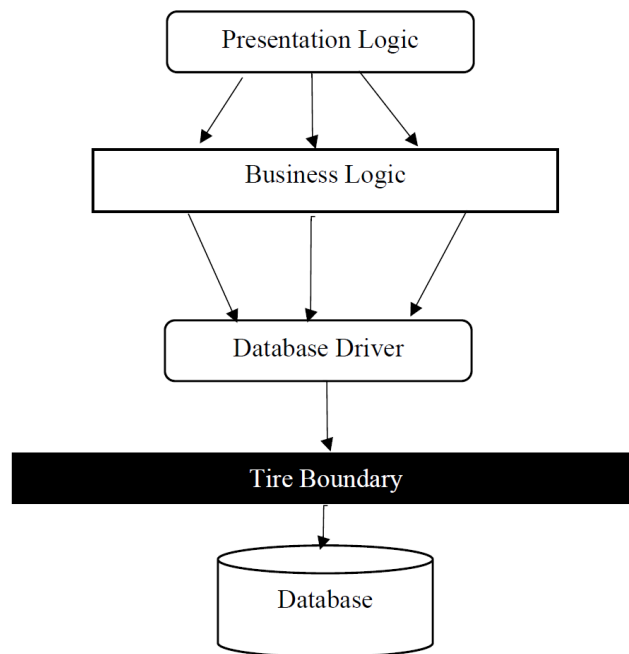 Presentation Logic
Business Logic
Database Driver
Tire Boundary
Database